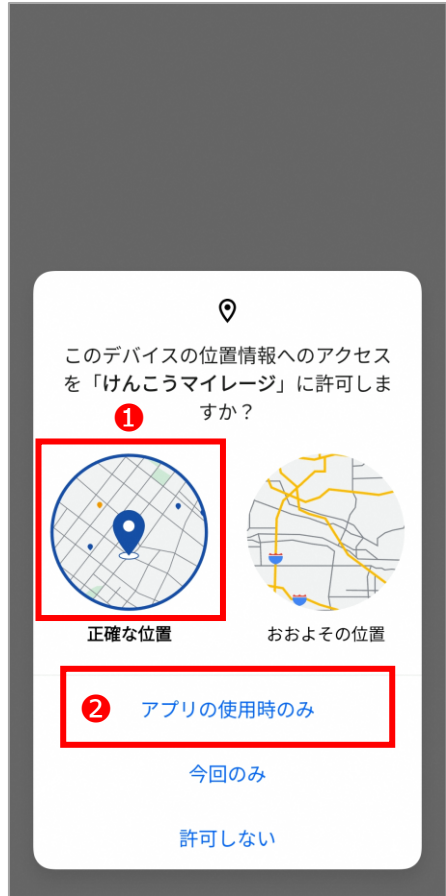 このデバイスの位置情報へのアクセス
を「けんこうマイレージ」に許可しま
すか？
1
正確な位置
おおよその位置
2
アプリの使用時のみ
今回のみ
許可しない